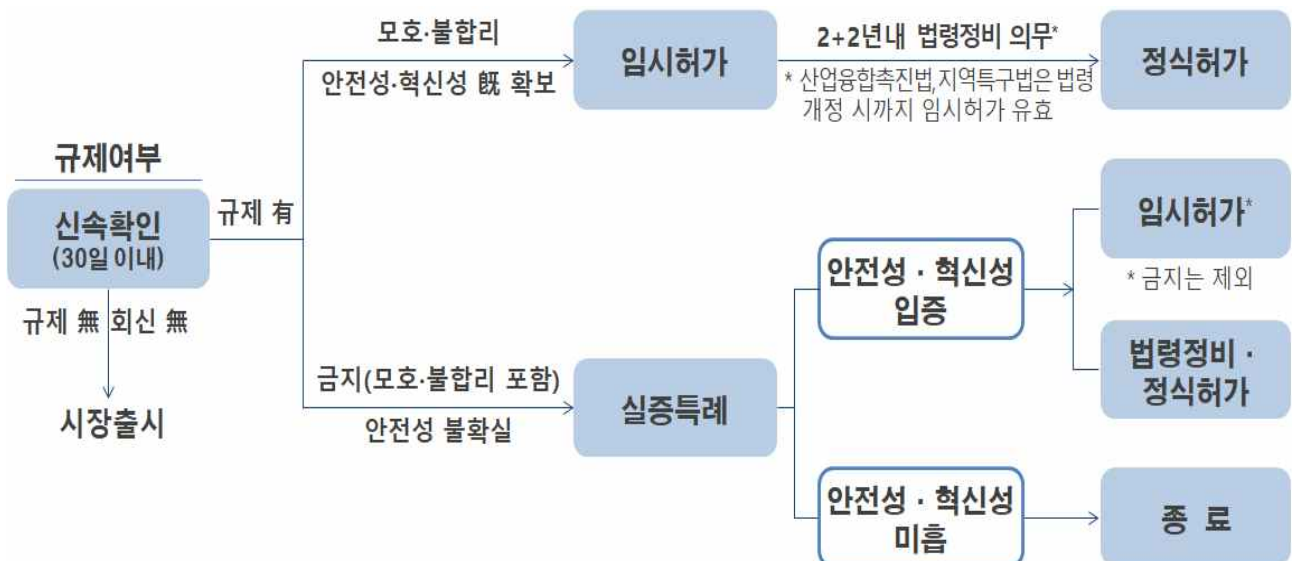 규제여부
신속확인
(30일 이내)
규제 無 회신 無
시장출시
규제 有
모호·불합리
안전성·혁신성 旣 확보
임시허가
2+2년내 법령정비 의무*
* 산업융합촉진법,지역특구법은 법령
개정 시까지 임시허가 유효
정식허가
금지(모호·불합리 포함)
안전성 불확실
실증특례
안전성 · 혁신성
입증
임시허가*
* 금지는 제외
법령정비 ·
정식허가
안전성 · 혁신성
미흡
종 료